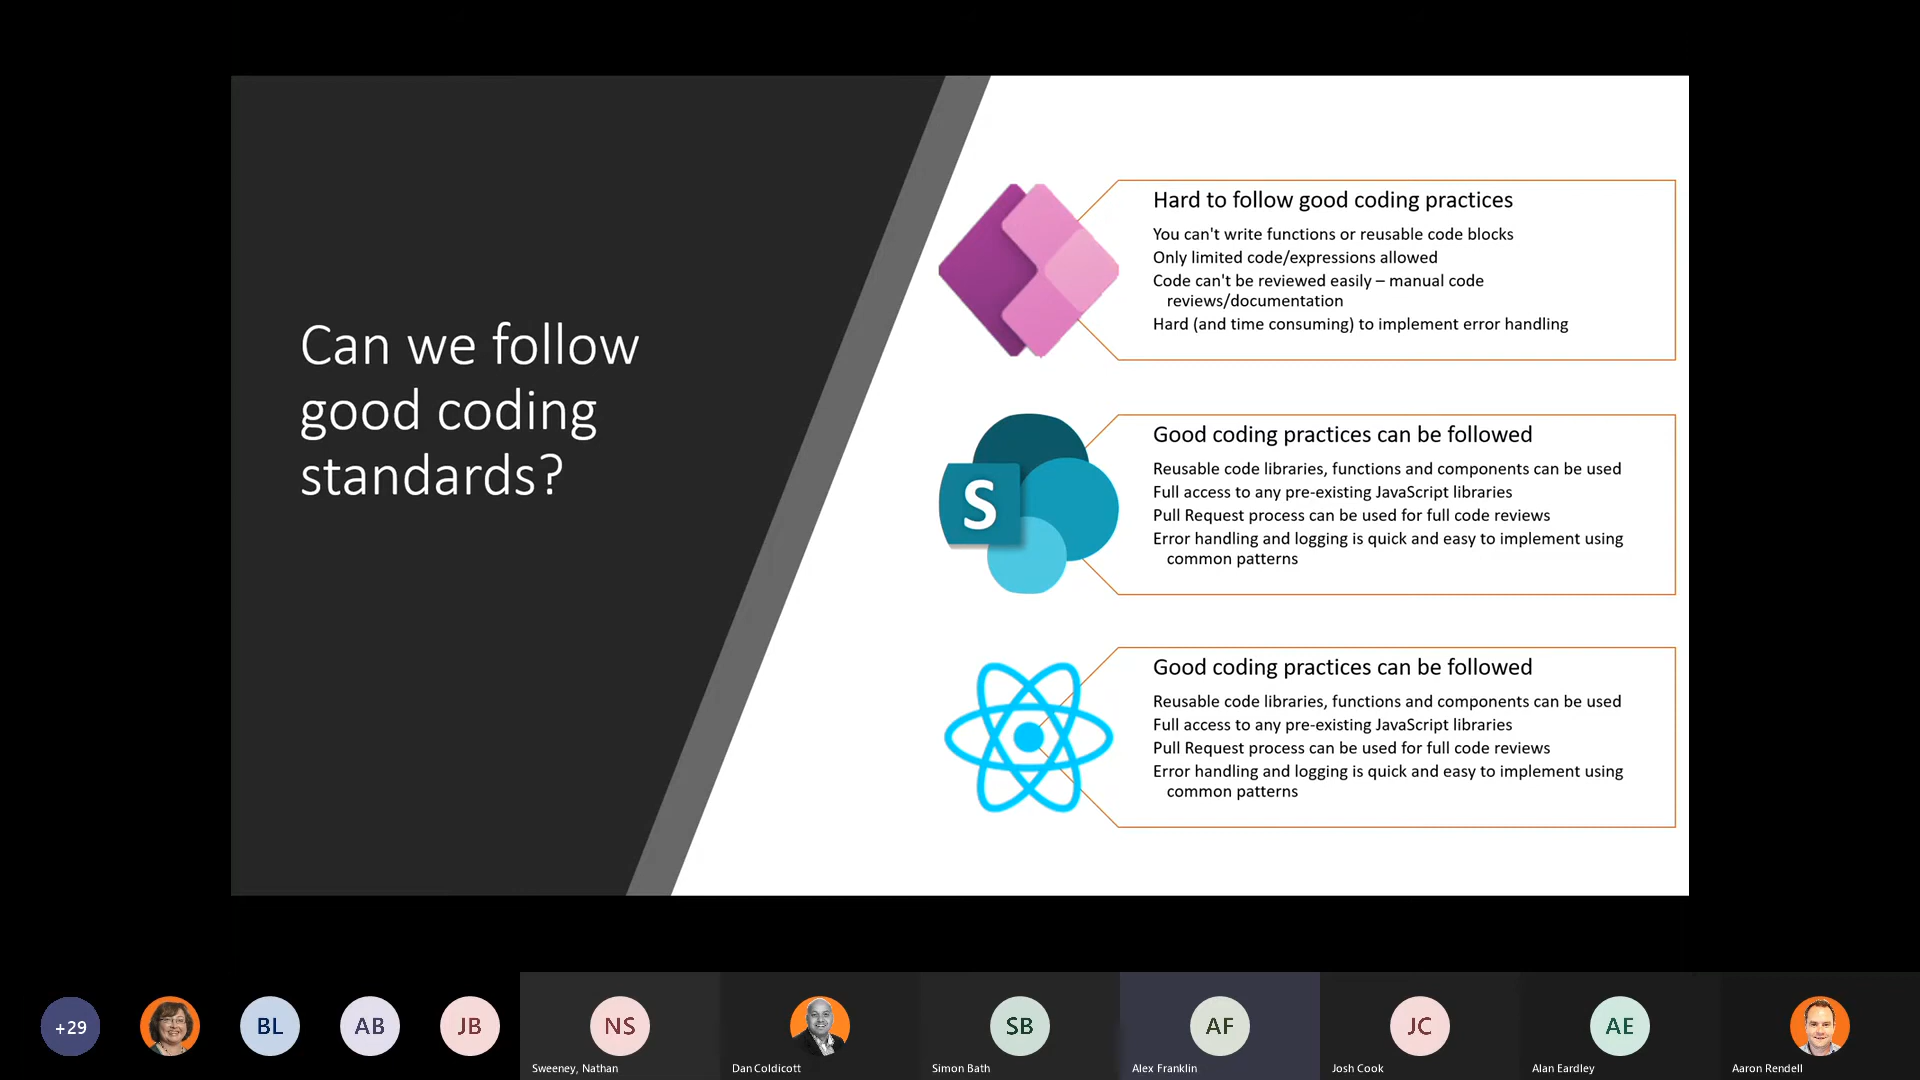 Can we follow
good coding
standards?
Hard to follow good coding practices
You can't write functions or reusable code blocks
Only limited code/expressions allowed
Code can't be reviewed easily – manual code
reviews/documentation
Hard (and time consuming) to implement error handling
S
Good coding practices can be followed
Reusable code libraries, functions and components can be used
Full access to any pre-existing JavaScript libraries
Pull Request process can be used for full code reviews
Error handling and logging is quick and easy to implement using
common patterns
Good coding practices can be followed
Reusable code libraries, functions and components can be used
Full access to any pre-existing JavaScript libraries
Pull Request process can be used for full code reviews
Error handling and logging is quick and easy to implement using
common patterns
+29
BL
AB
JB
NS
Sweeney, Nathan
Dan Coldicott
SB
Simon Bath
AF
Alex Franklin
JC
Josh Cook
AE
Alan Eardley
Aaron Rendell